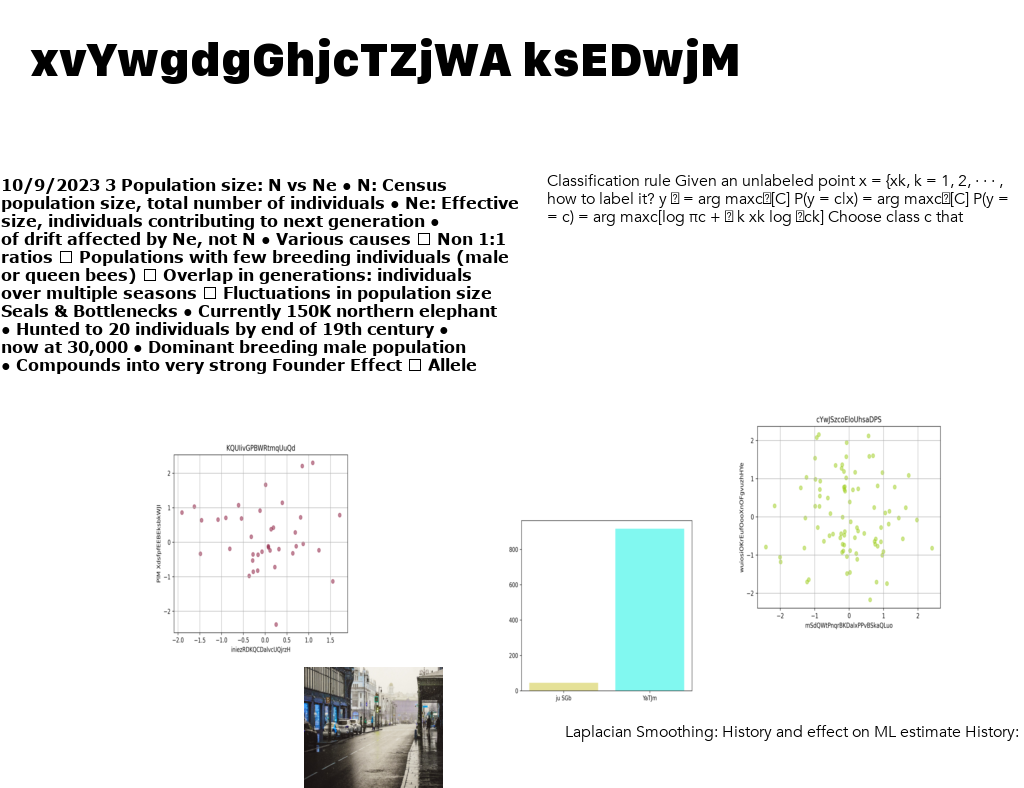 xvYwgdgGhjcTZjWA ksEDwjM
10/9/2023 3 Population size: N vs Ne ● N: Census
population size, total number of individuals ● Ne: Effective
size, individuals contributing to next generation ●
of drift affected by Ne, not N ● Various causes □ Non 1:1
ratios □ Populations with few breeding individuals (male
or queen bees) □ Overlap in generations: individuals
over multiple seasons □ Fluctuations in population size
Seals & Bottlenecks ● Currently 150K northern elephant
● Hunted to 20 individuals by end of 19th century ●
now at 30,000 ● Dominant breeding male population
● Compounds into very strong Founder Effect □ Allele
Classification rule Given an unlabeled point x = {xk, k = 1, 2, · · · ,
how to label it? y = arg maxc[C] P(y = c|x) = arg maxc[C] P(y =
= c) = arg maxc[log πc + k xk log ck] Choose class c that
KQUIivGPBWRtmqUuQd
2
1
0
−1
−2
−2.0 −1.5 −1.0 −0.5 0.0 0.5 1.0 1.5
iniezRDKQCDalvcUQJrzH
800
600
400
200
0
ju SGb YaTJm
cYwJSzcoEloUhsaDPS
2
1
0
−1
−2
−2 −1 0 1 2
Laplacian Smoothing: History and effect on ML estimate History: